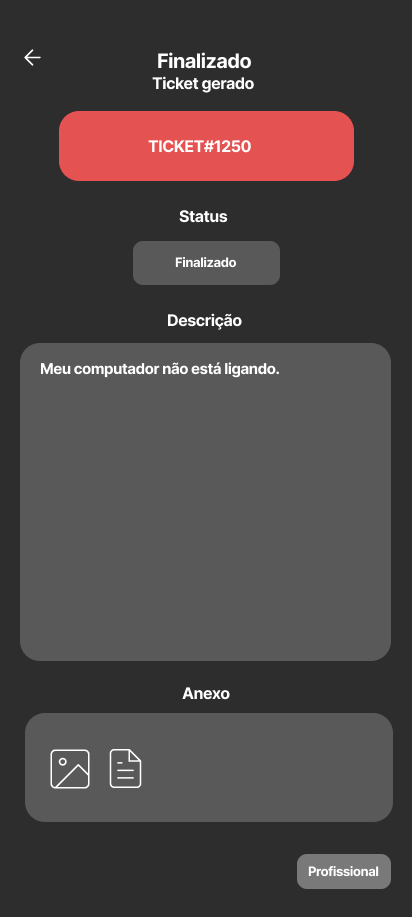 Finalizado
Ticket gerado
TICKET#1250
Status
Finalizado
Descrição
Meu computador não está ligando.
Anexo
Profissional